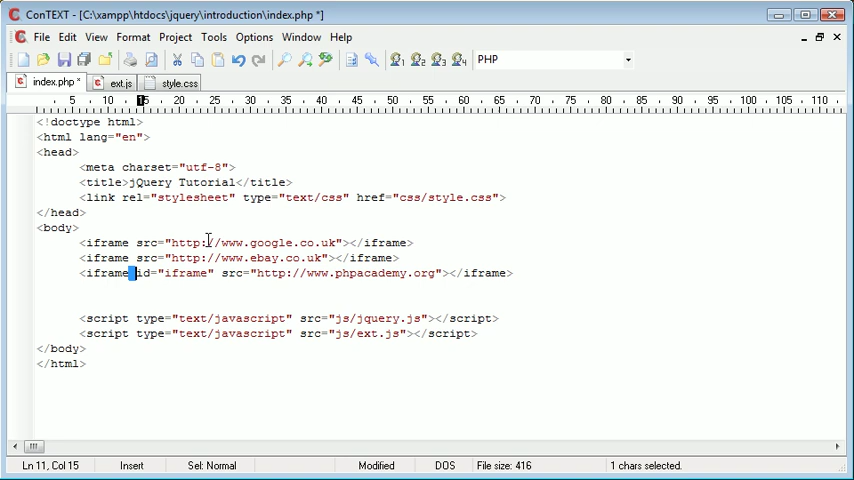 ConTEXT - [C:\xampp\htdocs\jquery\introduction\index.php *]
File Edit View Format Project Tools Options Window Help
1 2 3 4 PHP
index.php * ext.js style.css
5 10 15 20 25 30 35 40 45 50 55 60 65 70 75 80 85 90 95 100 105 110
<!doctype html>
<html lang="en">
<head>
<meta charset="utf-8">
<title>jQuery Tutorial</title>
<link rel="stylesheet" type="text/css" href="css/style.css">
</head>
<body>
<iframe src="http://www.google.co.uk"></iframe>
<iframe src="http://www.ebay.co.uk"></iframe>
<iframe id="iframe" src="http://www.phpacademy.org"></iframe>
<script type="text/javascript" src="js/jquery.js"></script>
<script type="text/javascript" src="js/ext.js"></script>
</body>
</html>
Ln 11, Col 15 Insert Sel: Normal Modified DOS File size: 416 1 chars selected.